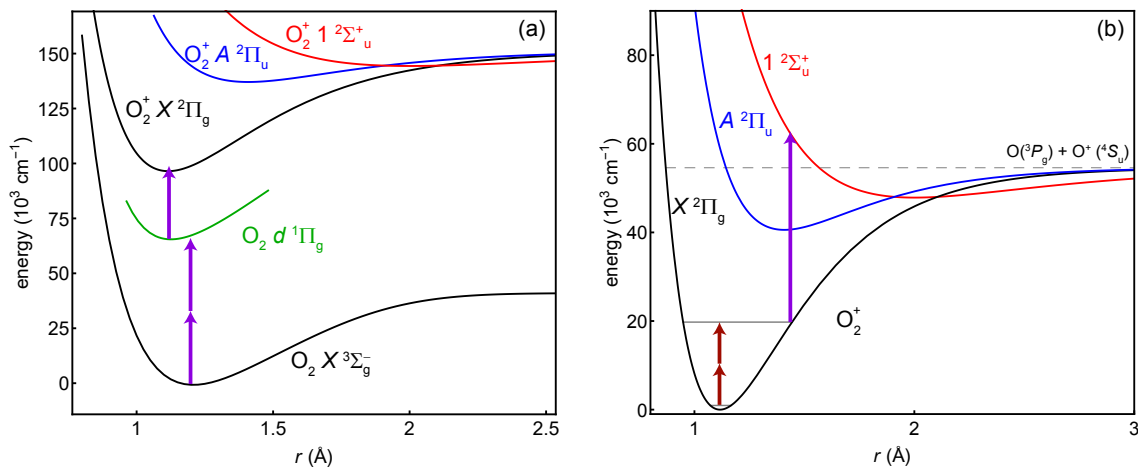 (a)
O₂⁺ 1 ²Σ⁺ᵤ
O₂⁺ A ²Πᵤ
O₂⁺ X ²Π_g
O₂ d ¹Π_g
O₂ X ³Σ⁻_g
energy (10³ cm⁻¹)
150
125
100
75
50
25
0
1
1.5
2
2.5
r (Å)
(b)
1 ²Σᵤ⁺
A ²Πᵤ
X ²Π_g
O(³P_g) + O⁺ (⁴Sᵤ)
O₂⁺
energy (10³ cm⁻¹)
80
60
40
20
0
1
2
3
r (Å)